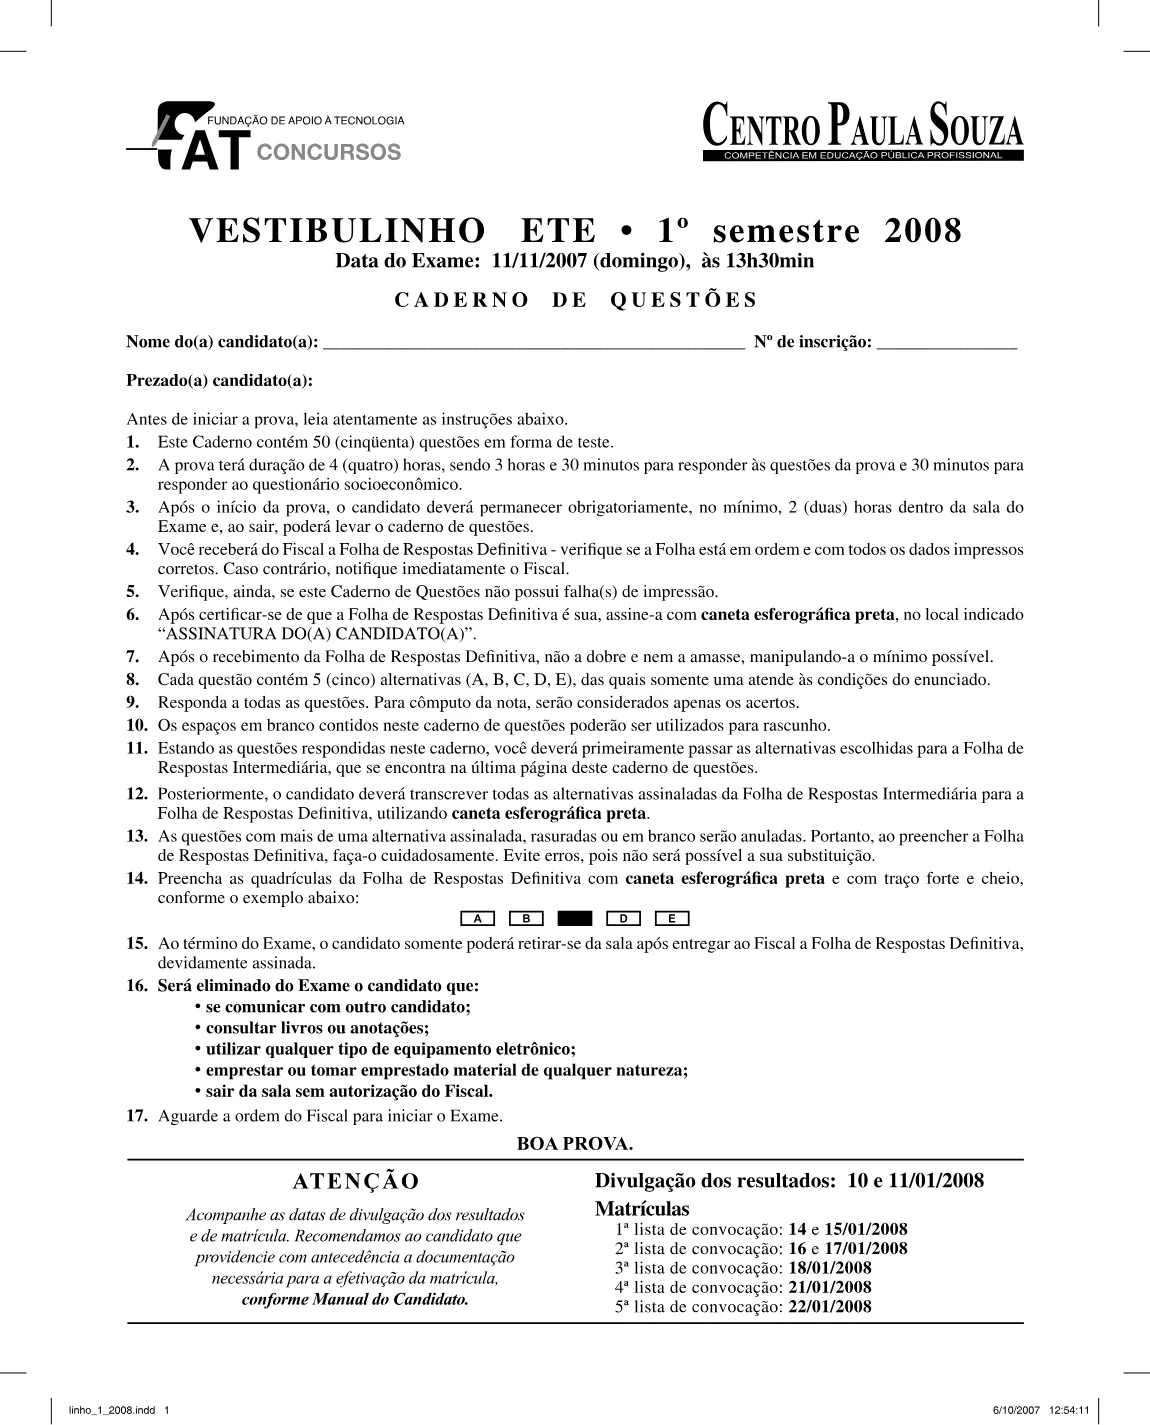 FUNDAÇÃO DE APOIO À TECNOLOGIA
FAT CONCURSOS
CENTRO PAULA SOUZA
COMPETÊNCIA EM EDUCAÇÃO PÚBLICA PROFISSIONAL
VESTIBULINHO ETE • 1º semestre 2008
Data do Exame: 11/11/2007 (domingo), às 13h30min
CADERNO DE QUESTÕES
Nome do(a) candidato(a): ________________________________________________ Nº de inscrição: ________________
Prezado(a) candidato(a):
Antes de iniciar a prova, leia atentamente as instruções abaixo.
1. Este Caderno contém 50 (cinqüenta) questões em forma de teste.
2. A prova terá duração de 4 (quatro) horas, sendo 3 horas e 30 minutos para responder às questões da prova e 30 minutos para
responder ao questionário socioeconômico.
3. Após o início da prova, o candidato deverá permanecer obrigatoriamente, no mínimo, 2 (duas) horas dentro da sala do
Exame e, ao sair, poderá levar o caderno de questões.
4. Você receberá do Fiscal a Folha de Respostas Definitiva - verifique se a Folha está em ordem e com todos os dados impressos
corretos. Caso contrário, notifique imediatamente o Fiscal.
5. Verifique, ainda, se este Caderno de Questões não possui falha(s) de impressão.
6. Após certificar-se de que a Folha de Respostas Definitiva é sua, assine-a com caneta esferográfica preta, no local indicado
“ASSINATURA DO(A) CANDIDATO(A)”.
7. Após o recebimento da Folha de Respostas Definitiva, não a dobre e nem a amasse, manipulando-a o mínimo possível.
8. Cada questão contém 5 (cinco) alternativas (A, B, C, D, E), das quais somente uma atende às condições do enunciado.
9. Responda a todas as questões. Para cômputo da nota, serão considerados apenas os acertos.
10. Os espaços em branco contidos neste caderno de questões poderão ser utilizados para rascunho.
11. Estando as questões respondidas neste caderno, você deverá primeiramente passar as alternativas escolhidas para a Folha de
Respostas Intermediária, que se encontra na última página deste caderno de questões.
12. Posteriormente, o candidato deverá transcrever todas as alternativas assinaladas da Folha de Respostas Intermediária para a
Folha de Respostas Definitiva, utilizando caneta esferográfica preta.
13. As questões com mais de uma alternativa assinalada, rasuradas ou em branco serão anuladas. Portanto, ao preencher a Folha
de Respostas Definitiva, faça-o cuidadosamente. Evite erros, pois não será possível a sua substituição.
14. Preencha as quadrículas da Folha de Respostas Definitiva com caneta esferográfica preta e com traço forte e cheio,
conforme o exemplo abaixo:
A B D E
15. Ao término do Exame, o candidato somente poderá retirar-se da sala após entregar ao Fiscal a Folha de Respostas Definitiva,
devidamente assinada.
16. Será eliminado do Exame o candidato que:
• se comunicar com outro candidato;
• consultar livros ou anotações;
• utilizar qualquer tipo de equipamento eletrônico;
• emprestar ou tomar emprestado material de qualquer natureza;
• sair da sala sem autorização do Fiscal.
17. Aguarde a ordem do Fiscal para iniciar o Exame.
BOA PROVA.
ATENÇÃO
Acompanhe as datas de divulgação dos resultados
e de matrícula. Recomendamos ao candidato que
providencie com antecedência a documentação
necessária para a efetivação da matrícula,
conforme Manual do Candidato.
Divulgação dos resultados: 10 e 11/01/2008
Matrículas
1ª lista de convocação: 14 e 15/01/2008
2ª lista de convocação: 16 e 17/01/2008
3ª lista de convocação: 18/01/2008
4ª lista de convocação: 21/01/2008
5ª lista de convocação: 22/01/2008
linho_1_2008.indd 1
6/10/2007 12:54:11